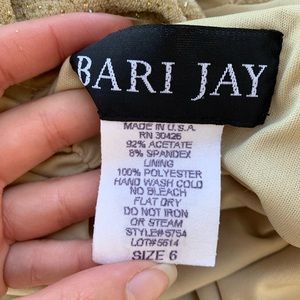 BARI JAY
MADE IN U.S.A.
RN 30425
92% ACETATE
8% SPANDEX
LINING
100% POLYESTER
HAND WASH COLD
NO BLEACH
FLAT DRY
DO NOT IRON
OR STEAM
STYLE# 5754
LOT# 5614
SIZE 6